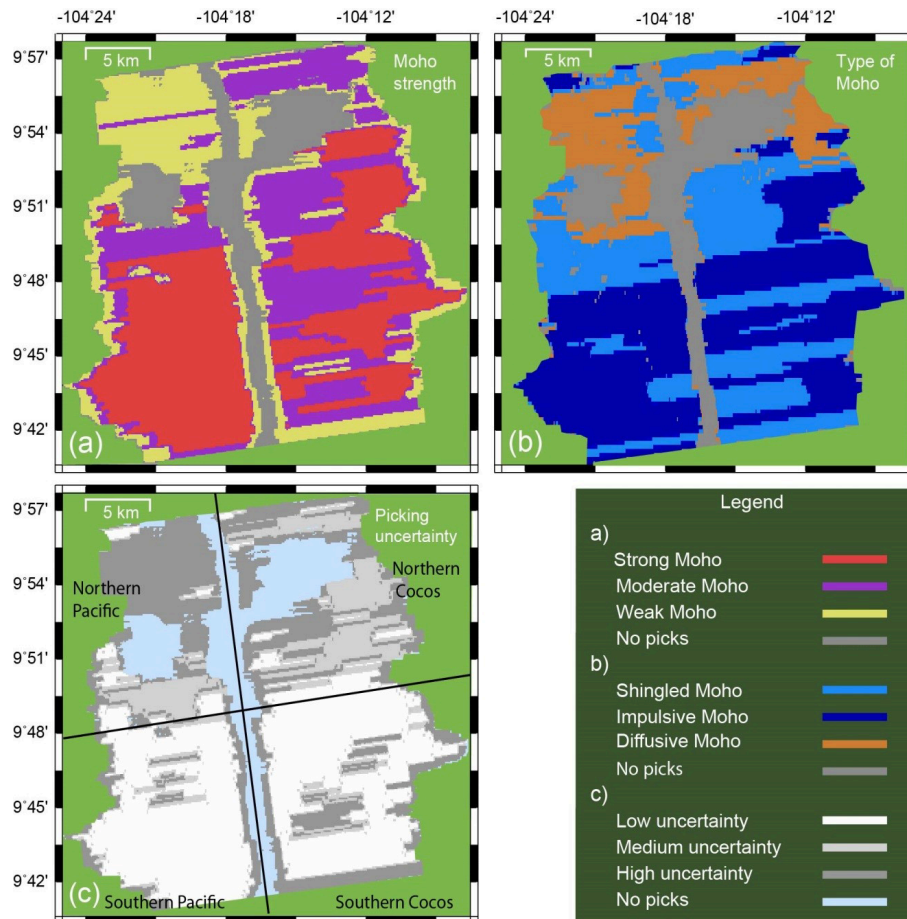 -104°24' -104°18' -104°12' -104°24' -104°18' -104°12'
9°57'
9°54'
9°51'
9°48'
9°45'
9°42'
5 km
Moho
strength
(a)
5 km
Type of
Moho
(b)
9°57'
9°54'
9°51'
9°48'
9°45'
9°42'
5 km
Picking
uncertainty
Northern
Pacific
Northern
Cocos
(c)
Southern Pacific
Southern Cocos
Legend
a)
Strong Moho
Moderate Moho
Weak Moho
No picks
b)
Shingled Moho
Impulsive Moho
Diffusive Moho
No picks
c)
Low uncertainty
Medium uncertainty
High uncertainty
No picks